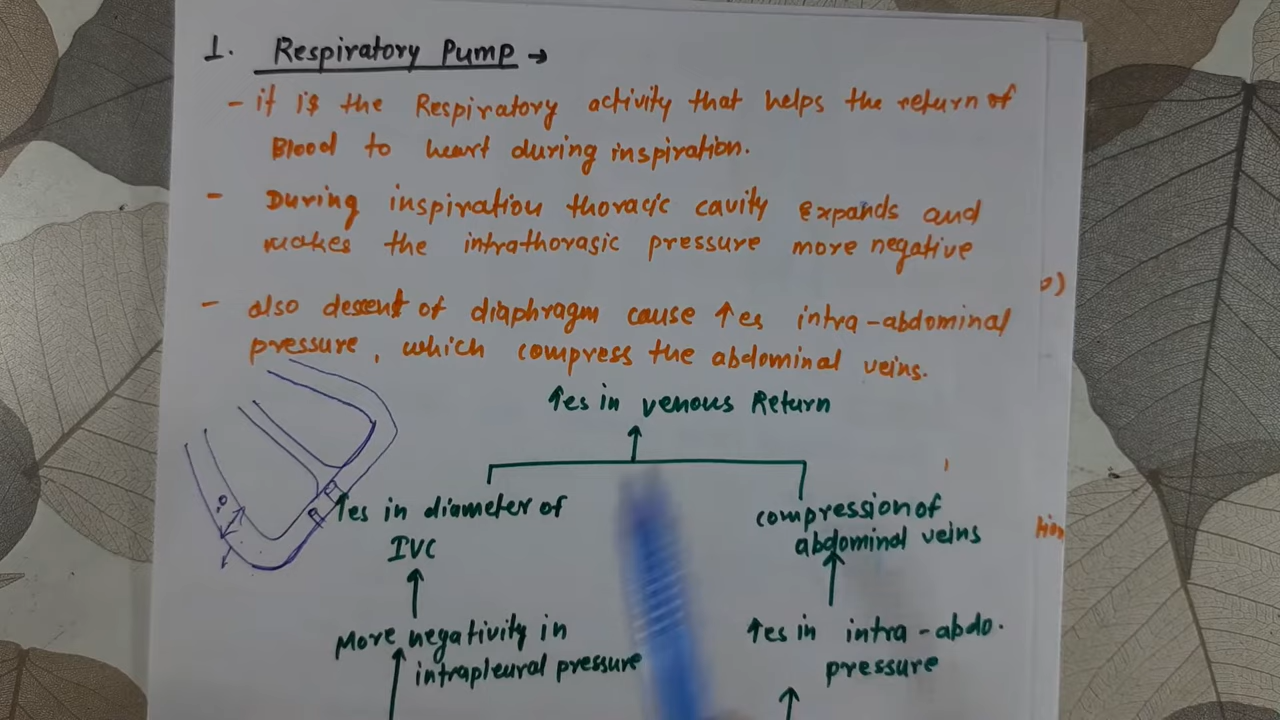 1. Respiratory Pump →
- it is the Respiratory activity that helps the return of
Blood to heart during inspiration.
- During inspiration thoracic cavity expands and
makes the intrathorasic pressure more negative
- also descent of diaphragm cause ↑es intra-abdominal
pressure, which compress the abdominal veins.
↑es in venous Return
↑es in diameter of
IVC
compression of
abdominal veins
More negativity in
intrapleural pressure
↑es in intra-abdo.
pressure